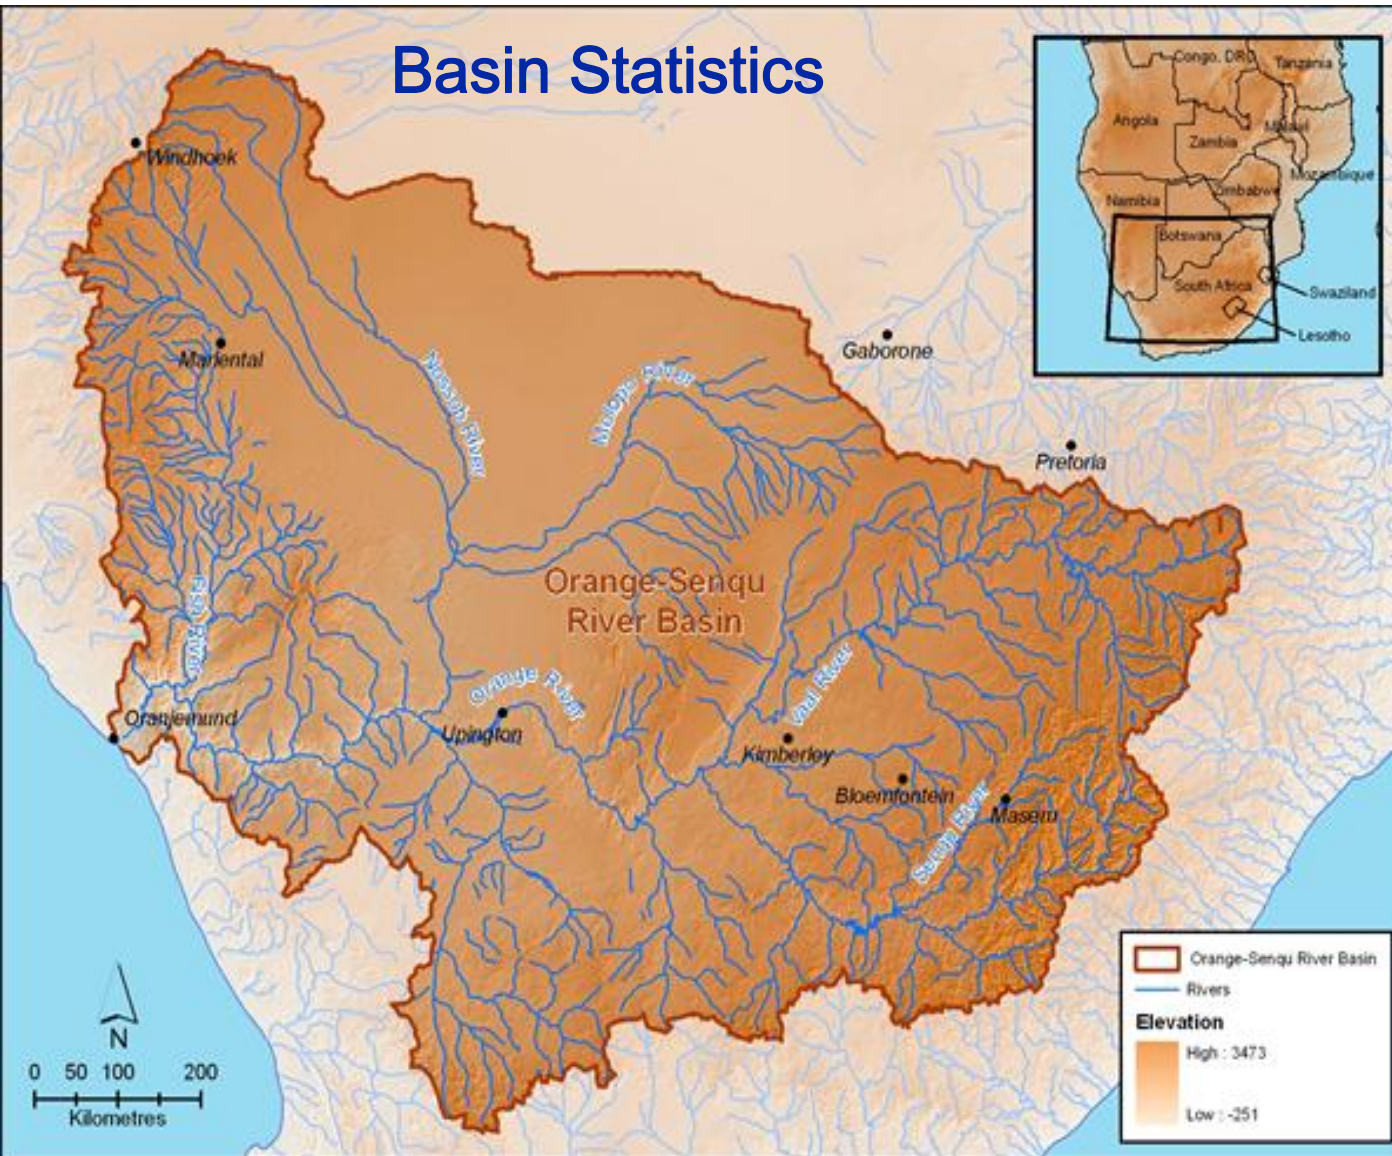 Basin Statistics
Congo, DRC
Tanzania
Angola
Malawi
Zambia
Mozambique
Zimbabwe
Namibia
Botswana
South Africa
Swaziland
Lesotho
Windhoek
Mariental
Gaborone
Nossob River
Molopo River
Pretoria
Orange-Senqu
River Basin
Fish River
Orange River
Vaal River
Oranjemund
Upington
Kimberley
Bloemfontein
Maseru
Senqu River
N
0 50 100 200
Kilometres
Orange-Senqu River Basin
Rivers
Elevation
High : 3473
Low : -251